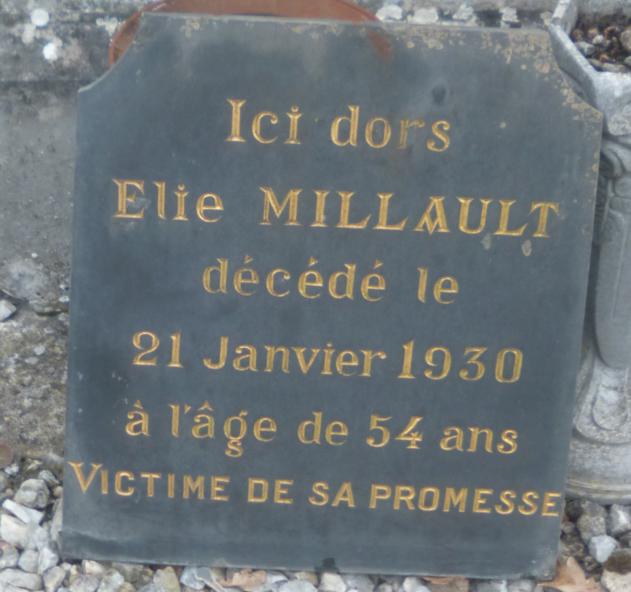 Ici dors
Elie MILLAULT
décédé le
21 Janvier 1930
à l'âge de 54 ans
VICTIME DE SA PROMESSE